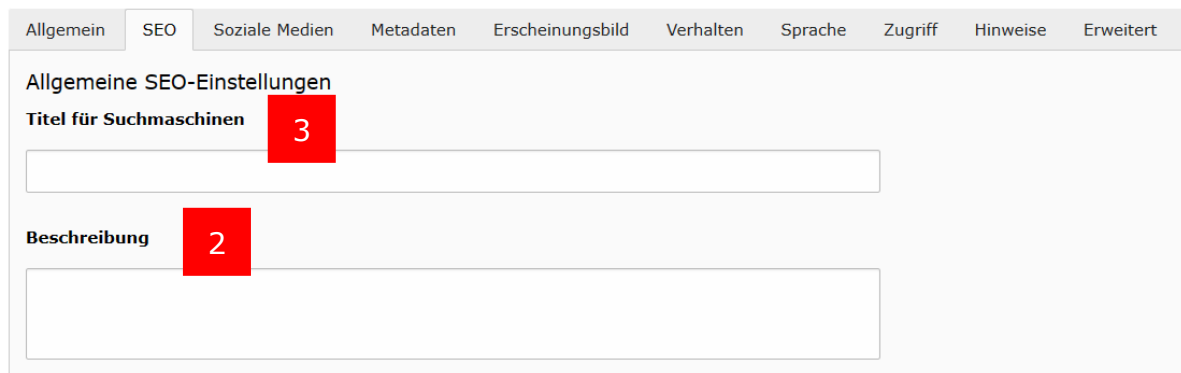 Allgemein SEO Soziale Medien Metadaten Erscheinungsbild Verhalten Sprache Zugriff Hinweise Erweitert
Allgemeine SEO-Einstellungen
Titel für Suchmaschinen
3
Beschreibung
2